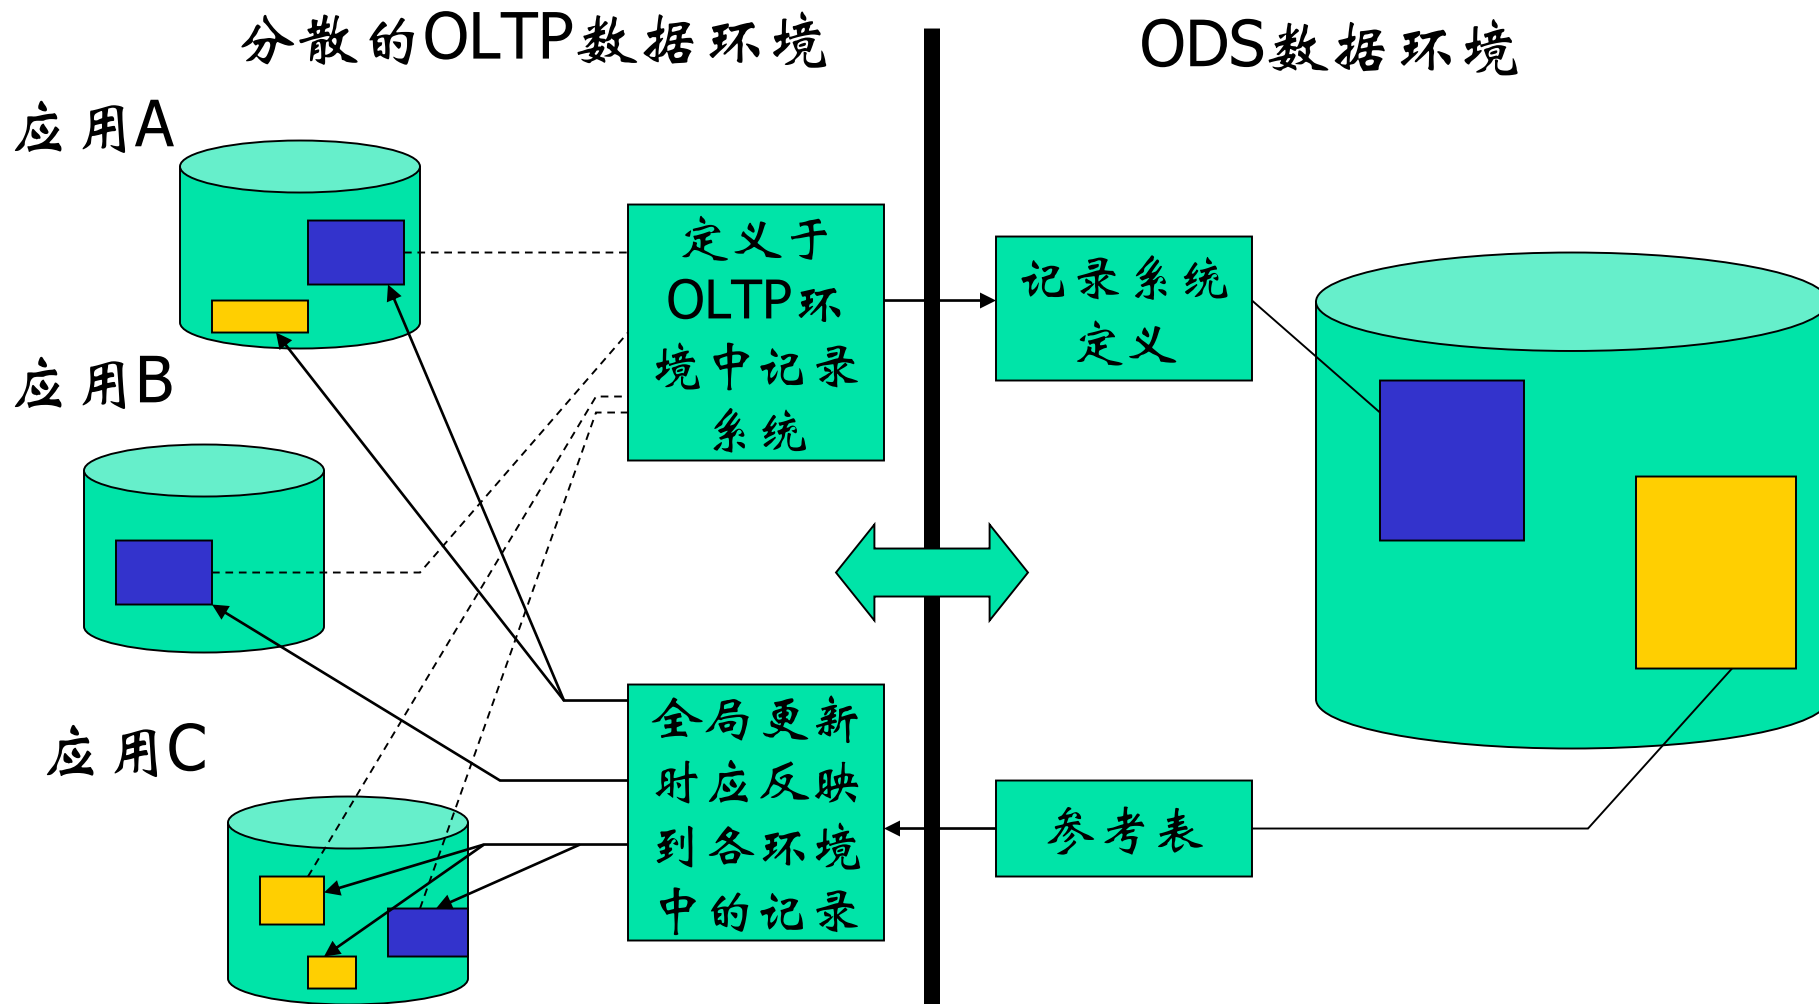 分散的OLTP数据环境
ODS数据环境
应用A
定义于
OLTP环
境中记录
系统
记录系统
定义
应用B
应用C
全局更新
时应反映
到各环境
中的记录
参考表